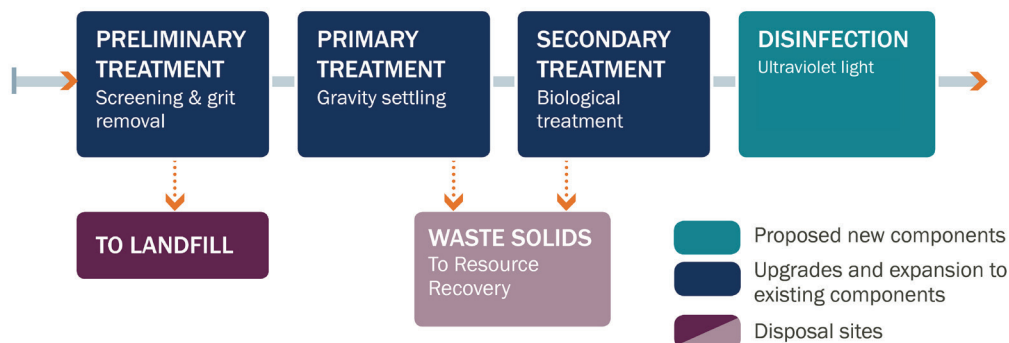 PRELIMINARY
TREATMENT
Screening & grit
removal
PRIMARY
TREATMENT
Gravity settling
SECONDARY
TREATMENT
Biological
treatment
DISINFECTION
Ultraviolet light
TO LANDFILL
WASTE SOLIDS
To Resource
Recovery
Proposed new components
Upgrades and expansion to
existing components
Disposal sites